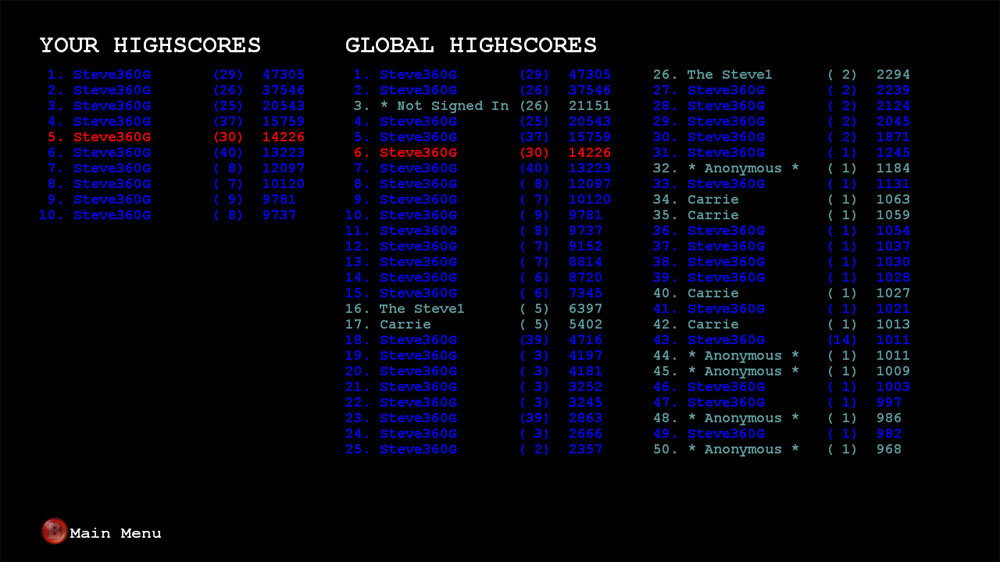 YOUR HIGHSCORES
1. Steve360G (29) 47305
2. Steve360G (26) 37546
3. Steve360G (25) 20543
4. Steve360G (37) 15759
5. Steve360G (30) 14226
6. Steve360G (40) 13223
7. Steve360G ( 8) 12097
8. Steve360G ( 7) 10120
9. Steve360G ( 9) 9781
10. Steve360G ( 8) 9737
GLOBAL HIGHSCORES
1. Steve360G (29) 47305
2. Steve360G (26) 37546
3. * Not Signed In (26) 21151
4. Steve360G (25) 20543
5. Steve360G (37) 15759
6. Steve360G (30) 14226
7. Steve360G (40) 13223
8. Steve360G ( 8) 12097
9. Steve360G ( 7) 10120
10. Steve360G ( 9) 9781
11. Steve360G ( 8) 9737
12. Steve360G ( 7) 9152
13. Steve360G ( 7) 8814
14. Steve360G ( 6) 8720
15. Steve360G ( 6) 7345
16. The Steve1 ( 5) 6397
17. Carrie ( 5) 5402
18. Steve360G (39) 4716
19. Steve360G ( 3) 4197
20. Steve360G ( 3) 4181
21. Steve360G ( 3) 3252
22. Steve360G ( 3) 3245
23. Steve360G (39) 2863
24. Steve360G ( 3) 2666
25. Steve360G ( 2) 2357
26. The Steve1 ( 2) 2294
27. Steve360G ( 2) 2239
28. Steve360G ( 2) 2124
29. Steve360G ( 2) 2045
30. Steve360G ( 2) 1871
31. Steve360G ( 1) 1245
32. * Anonymous * ( 1) 1184
33. Steve360G ( 1) 1131
34. Carrie ( 1) 1063
35. Carrie ( 1) 1059
36. Steve360G ( 1) 1054
37. Steve360G ( 1) 1037
38. Steve360G ( 1) 1030
39. Steve360G ( 1) 1028
40. Carrie ( 1) 1027
41. Steve360G ( 1) 1021
42. Carrie ( 1) 1013
43. Steve360G (14) 1011
44. * Anonymous * ( 1) 1011
45. * Anonymous * ( 1) 1009
46. Steve360G ( 1) 1003
47. Steve360G ( 1) 997
48. * Anonymous * ( 1) 986
49. Steve360G ( 1) 982
50. * Anonymous * ( 1) 968
B Main Menu